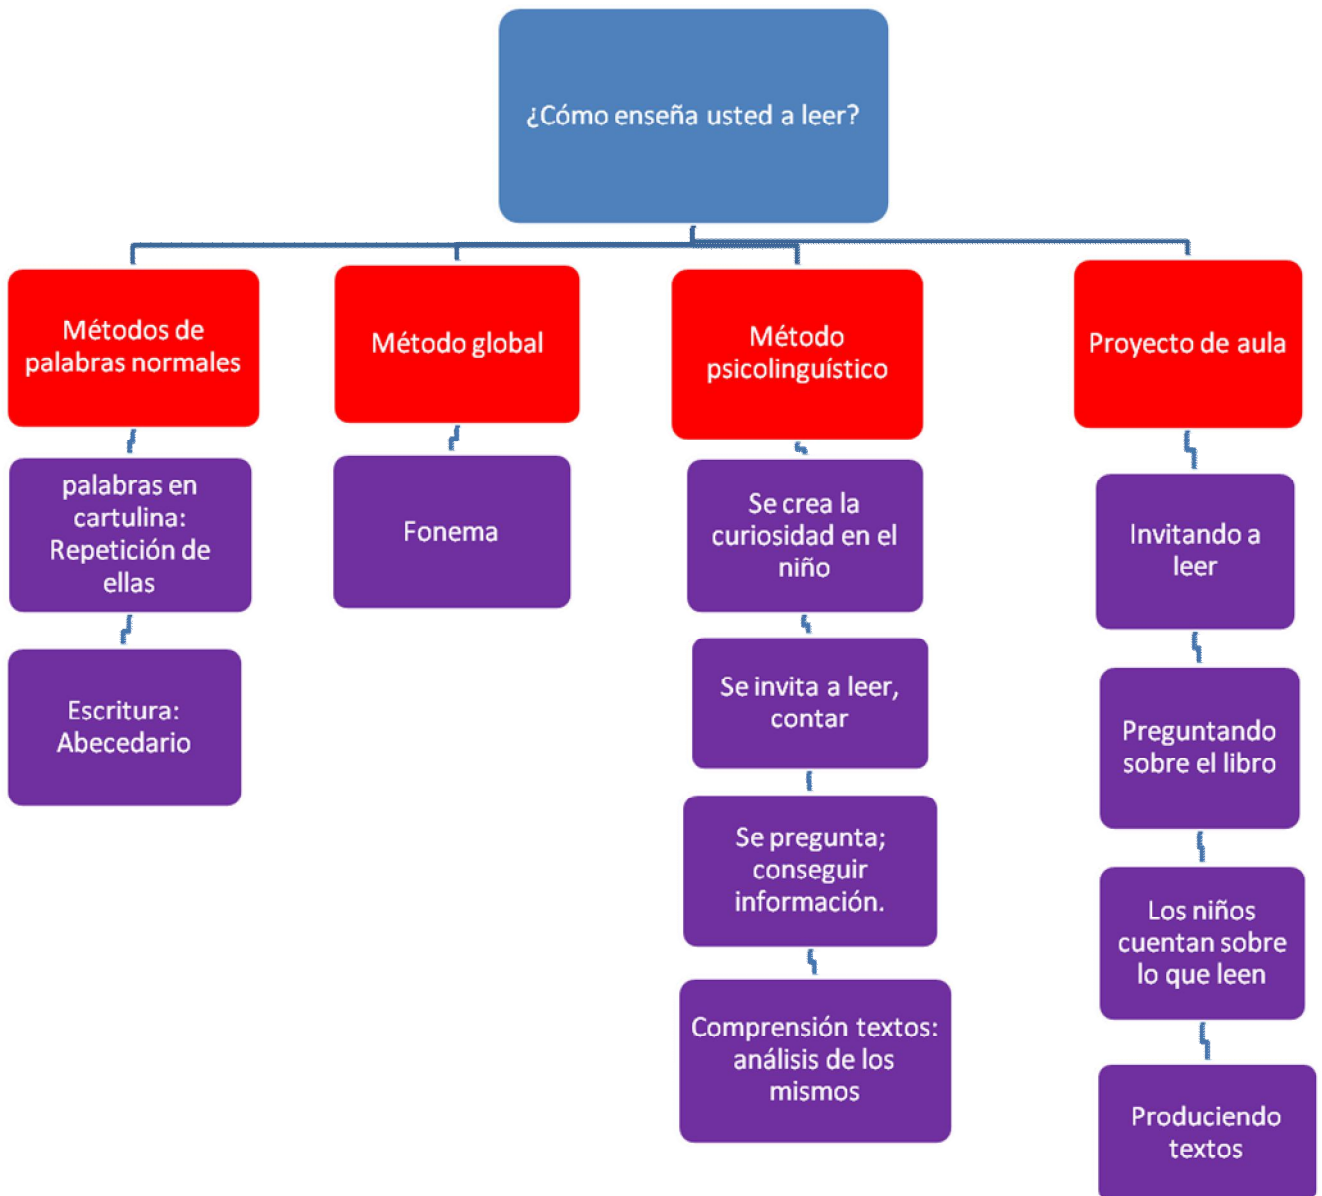 ¿Cómo enseña usted a leer?
Métodos de
palabras normales
palabras en
cartulina:
Repetición de
ellas
Escritura:
Abecedario
Método global
Fonema
Método
psicolinguístico
Se crea la
curiosidad en el
niño
Se invita a leer,
contar
Se pregunta;
conseguir
información.
Comprensión textos:
análisis de los
mismos
Proyecto de aula
Invitando a
leer
Preguntando
sobre el libro
Los niños
cuentan sobre
lo que leen
Produciendo
textos